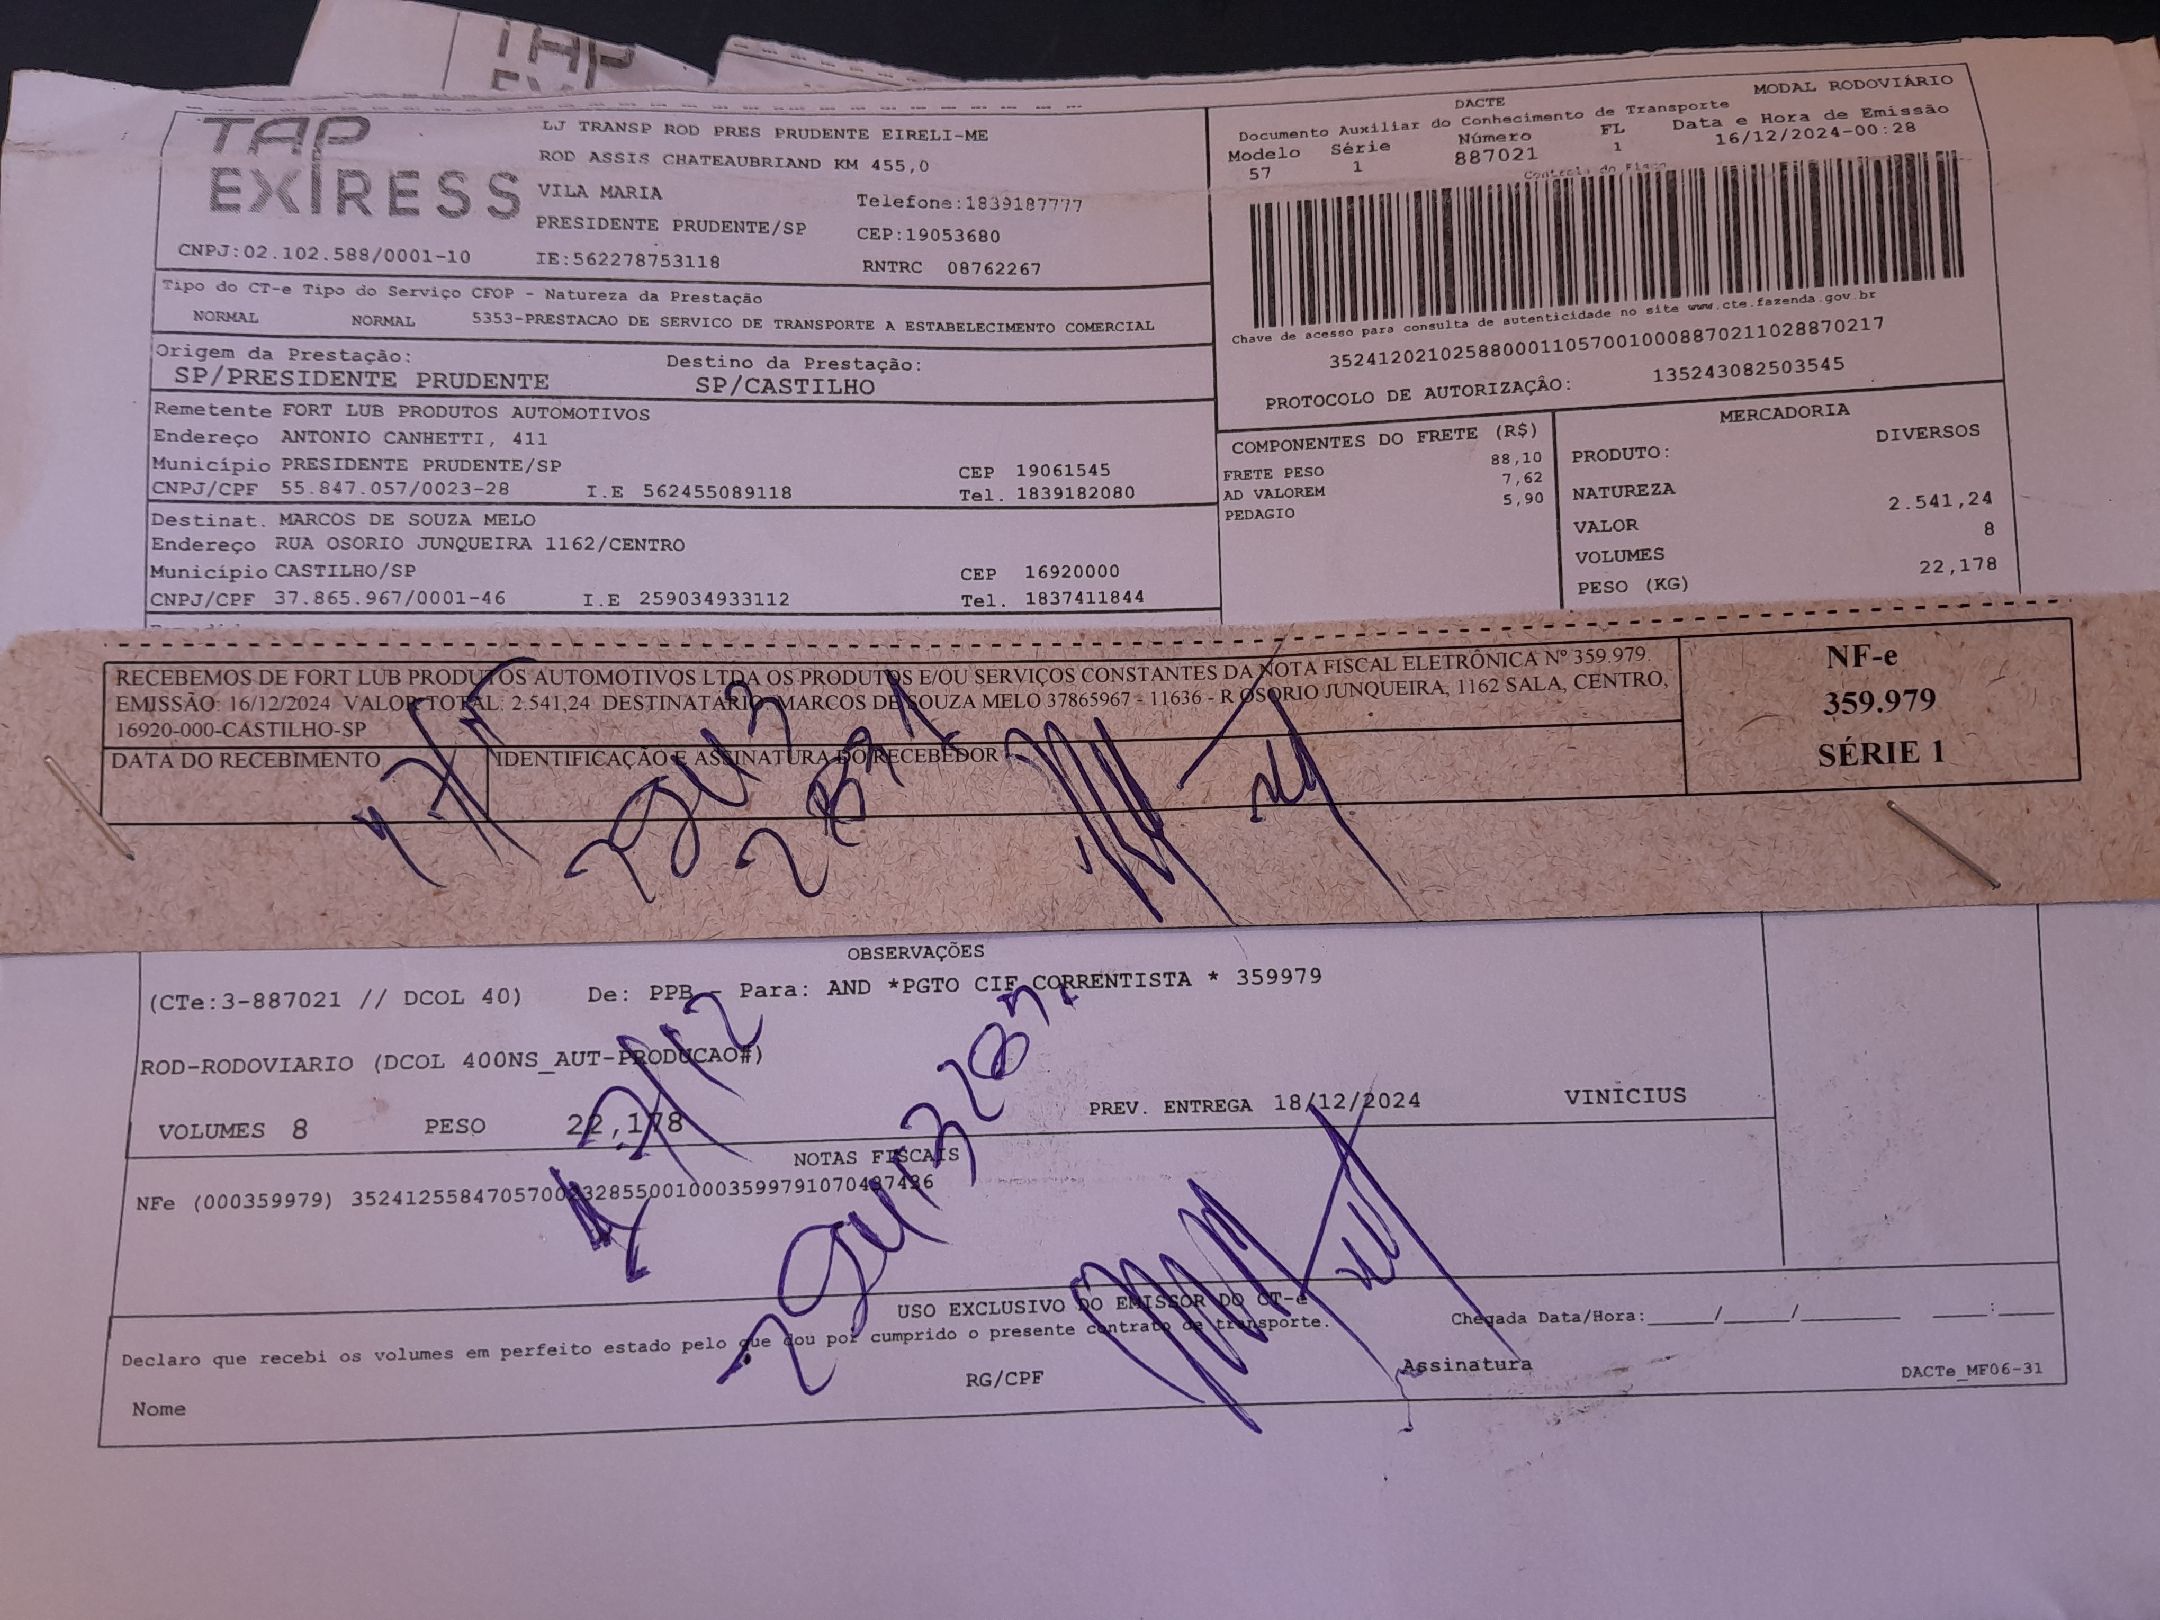 TAP
EXPRESS
LJ TRANSP ROD PRES PRUDENTE EIRELI-ME
ROD ASSIS CHATEAUBRIAND KM 455,0
VILA MARIA Telefone:1839187777
PRESIDENTE PRUDENTE/SP CEP:19053680
CNPJ:02.102.588/0001-10 IE:562278753118 RNTRC 08762267
MODAL RODOVIÁRIO
DACTE
Documento Auxiliar do Conhecimento de Transporte
Modelo Série Número FL Data e Hora de Emissão
57 1 887021 1 16/12/2024-00:28
Controle do Fisco
Chave de acesso para consulta de autenticidade no site www.cte.fazenda.gov.br
35241202102588000110570010008870211028870217
PROTOCOLO DE AUTORIZAÇÂO: 135243082503545
Tipo do CT-e Tipo do Serviço CFOP - Natureza da Prestação
NORMAL NORMAL 5353-PRESTACAO DE SERVICO DE TRANSPORTE A ESTABELECIMENTO COMERCIAL
Origem da Prestação: Destino da Prestação:
SP/PRESIDENTE PRUDENTE SP/CASTILHO
Remetente FORT LUB PRODUTOS AUTOMOTIVOS
Endereço ANTONIO CANHETTI, 411
Município PRESIDENTE PRUDENTE/SP CEP 19061545
CNPJ/CPF 55.847.057/0023-28 I.E 562455089118 Tel. 1839182080
Destinat. MARCOS DE SOUZA MELO
Endereço RUA OSORIO JUNQUEIRA 1162/CENTRO
Município CASTILHO/SP CEP 16920000
CNPJ/CPF 37.865.967/0001-46 I.E 259034933112 Tel. 1837411844
COMPONENTES DO FRETE (R$)
FRETE PESO 88,10
AD VALOREM 7,62
PEDAGIO 5,90
MERCADORIA
PRODUTO: DIVERSOS
NATUREZA
VALOR 2.541,24
VOLUMES 8
PESO (KG) 22,178
RECEBEMOS DE FORT LUB PRODUTOS AUTOMOTIVOS LTDA OS PRODUTOS E/OU SERVIÇOS CONSTANTES DA NOTA FISCAL ELETRÔNICA Nº 359.979.
EMISSÃO: 16/12/2024 VALOR TOTAL: 2.541,24 DESTINATÁRIO: MARCOS DE SOUZA MELO 37865967 - 11636 - R OSORIO JUNQUEIRA, 1162 SALA, CENTRO,
16920-000-CASTILHO-SP
DATA DO RECEBIMENTO IDENTIFICAÇÃO E ASSINATURA DO RECEBEDOR
NF-e
359.979
SÉRIE 1
OBSERVAÇÕES
(CTe:3-887021 // DCOL 40) De: PPB - Para: AND *PGTO CIF CORRENTISTA * 359979
ROD-RODOVIARIO (DCOL 400NS_AUT-PRODUCAO#)
VOLUMES 8 PESO 22,178 PREV. ENTREGA 18/12/2024 VINICIUS
NOTAS FISCAIS
NFe (000359979)
USO EXCLUSIVO DO EMISSOR DO CT-e
Declaro que recebi os volumes em perfeito estado pelo que dou por cumprido o presente contrato de transporte.
Chegada Data/Hora:_____/_____/________ ____:____
Nome RG/CPF Assinatura
DACTe_MF06-31